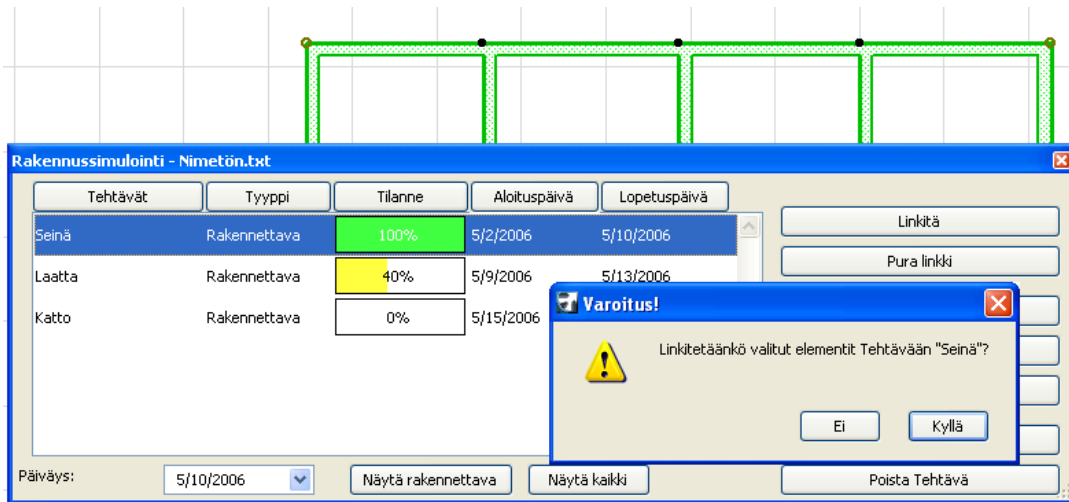 Rakennussimulointi - Nimetön.txt
Tehtävät Tyyppi Tilanne Aloituspäivä Lopetuspäivä
Linkitä
Seinä Rakennettava 100% 5/2/2006 5/10/2006
Pura linkki
Laatta Rakennettava 40% 5/9/2006 5/13/2006
Varoitus!
Katto Rakennettava 0% 5/15/2006
Linkitetäänkö valitut elementit Tehtävään "Seinä"?
Ei Kyllä
Päiväys: 5/10/2006 Näytä rakennettava Näytä kaikki Poista Tehtävä